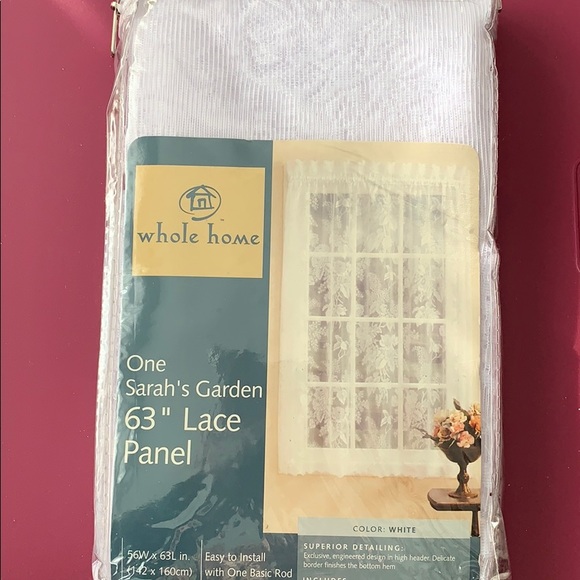 whole home
One
Sarah's Garden
63" Lace
Panel
56W x 63L in.
(142 x 160cm)
Easy to Install
with One Basic Rod
COLOR: WHITE
SUPERIOR DETAILING:
Exclusive, engineered design in high header. Delicate
border finishes the bottom hem.